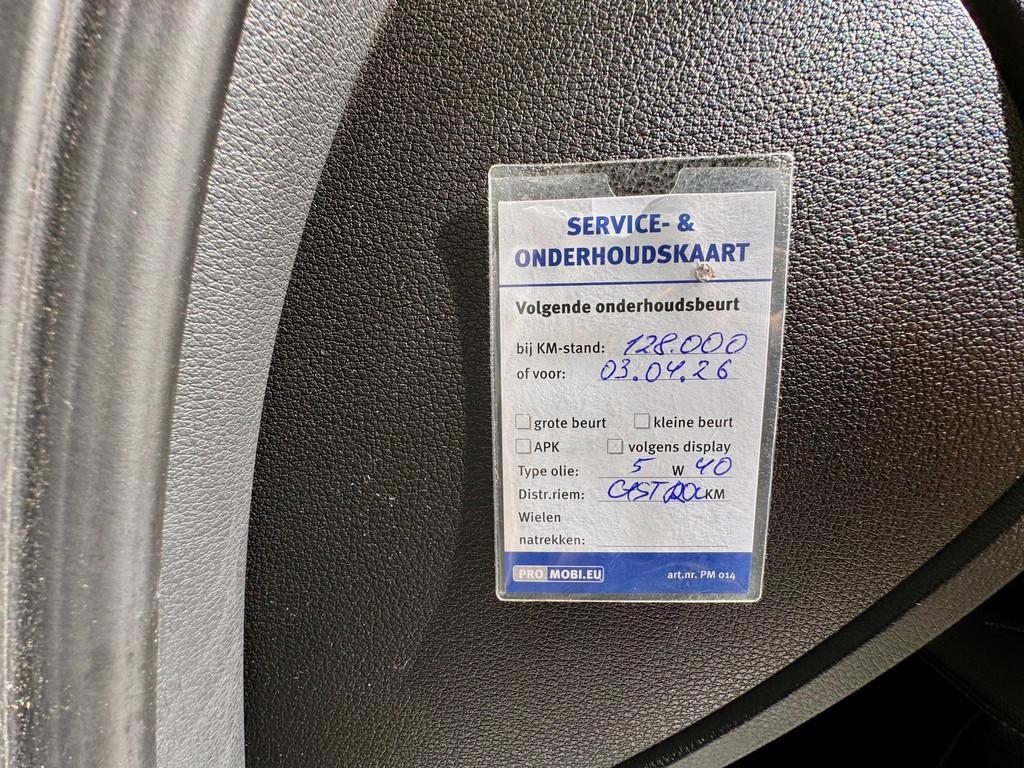 SERVICE- &
ONDERHOUDSKAART
Volgende onderhoudsbeurt
bij KM-stand: 128.000
of voor: 03.04.26
grote beurt kleine beurt
APK volgens display
Type olie: 5 W 40
Distr.riem: CASTROL KM
Wielen
natrekken:
PRO MOBI.EU art.nr. PM 014